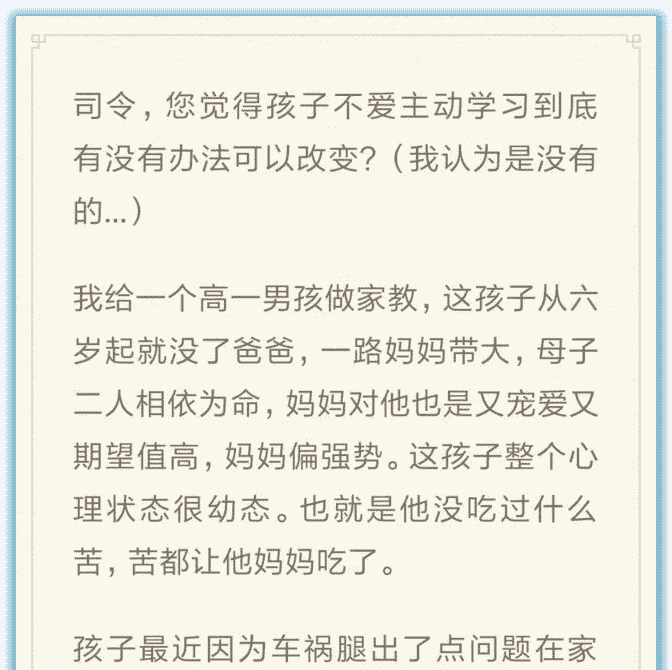 司令，您觉得孩子不爱主动学习到底
有没有办法可以改变？（我认为是没有
的...）
我给一个高一男孩做家教，这孩子从六
岁起就没了爸爸，一路妈妈带大，母子
二人相依为命，妈妈对他也是又宠爱又
期望值高，妈妈偏强势。这孩子整个心
理状态很幼态。也就是他没吃过什么
苦，苦都让他妈妈吃了。
孩子最近因为车祸腿出了点问题在家